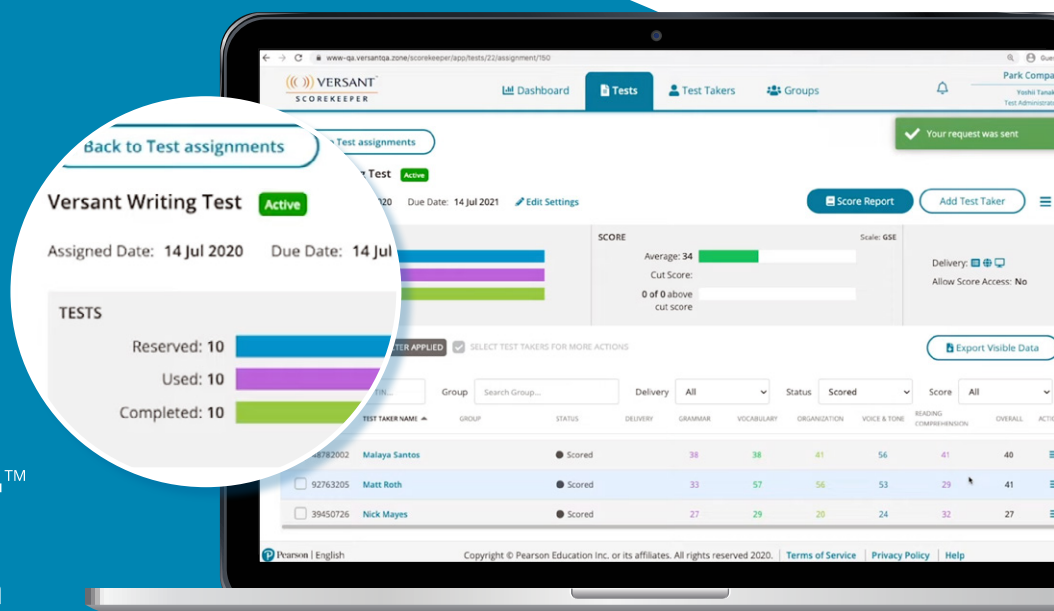 www-qa.versantqa.zone/scorekeeper/app/tests/22/assignment/150
VERSANT
SCOREKEEPER
Dashboard
Tests
Test Takers
Groups
Park
Yoshii
Test
Your request was sent
Back to Test assignments
Test assignments
Versant Writing Test Active
Test Active
Assigned Date: 14 Jul 2020 Due Date: 14 Jul
20 Due Date: 14 Jul 2021 Edit Settings
Score Report
Add Test Taker
TESTS
Reserved: 10
Used: 10
Completed: 10
SCORE
Scale: GSE
Average: 34
Cut Score:
0 of 0 above
cut score
Delivery:
Allow Score Access: No
APPLIED
SELECT TEST TAKERS FOR MORE ACTIONS
Export Visible Data
Group Search Group...
Delivery All
Status Scored
Score All
TEST TAKER NAME GROUP STATUS DELIVERY GRAMMAR VOCABULARY ORGANIZATION VOICE & TONE READING COMPREHENSION OVERALL
48782002 Malaya Santos Scored 38 38 41 56 41 40
92763205 Matt Roth Scored 33 57 56 53 29 41
39450726 Nick Mayes Scored 27 29 20 24 32 27
Pearson | English
Copyright © Pearson Education Inc. or its affiliates. All rights reserved 2020. | Terms of Service | Privacy Policy | Help
TM